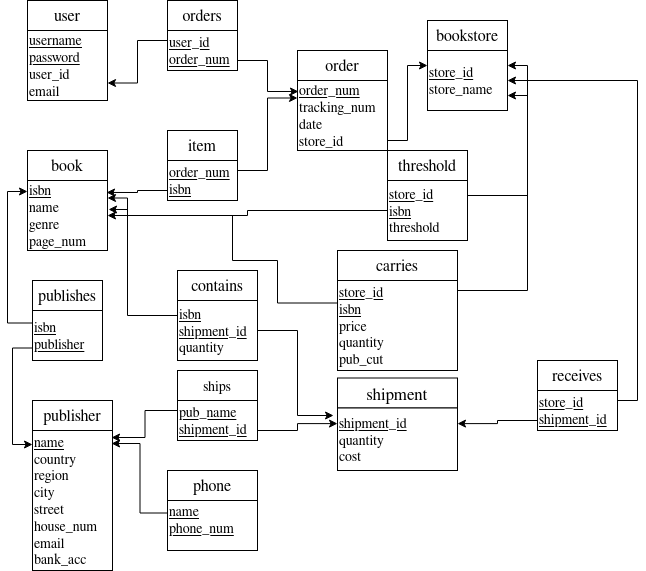 user
username
password
user_id
email
orders
user_id
order_num
order
order_num
tracking_num
date
store_id
bookstore
store_id
store_name
book
isbn
name
genre
page_num
item
order_num
isbn
threshold
store_id
isbn
threshold
publishes
isbn
publisher
contains
isbn
shipment_id
quantity
carries
store_id
isbn
price
quantity
pub_cut
publisher
name
country
region
city
street
house_num
email
bank_acc
ships
pub_name
shipment_id
shipment
shipment_id
quantity
cost
receives
store_id
shipment_id
phone
name
phone_num